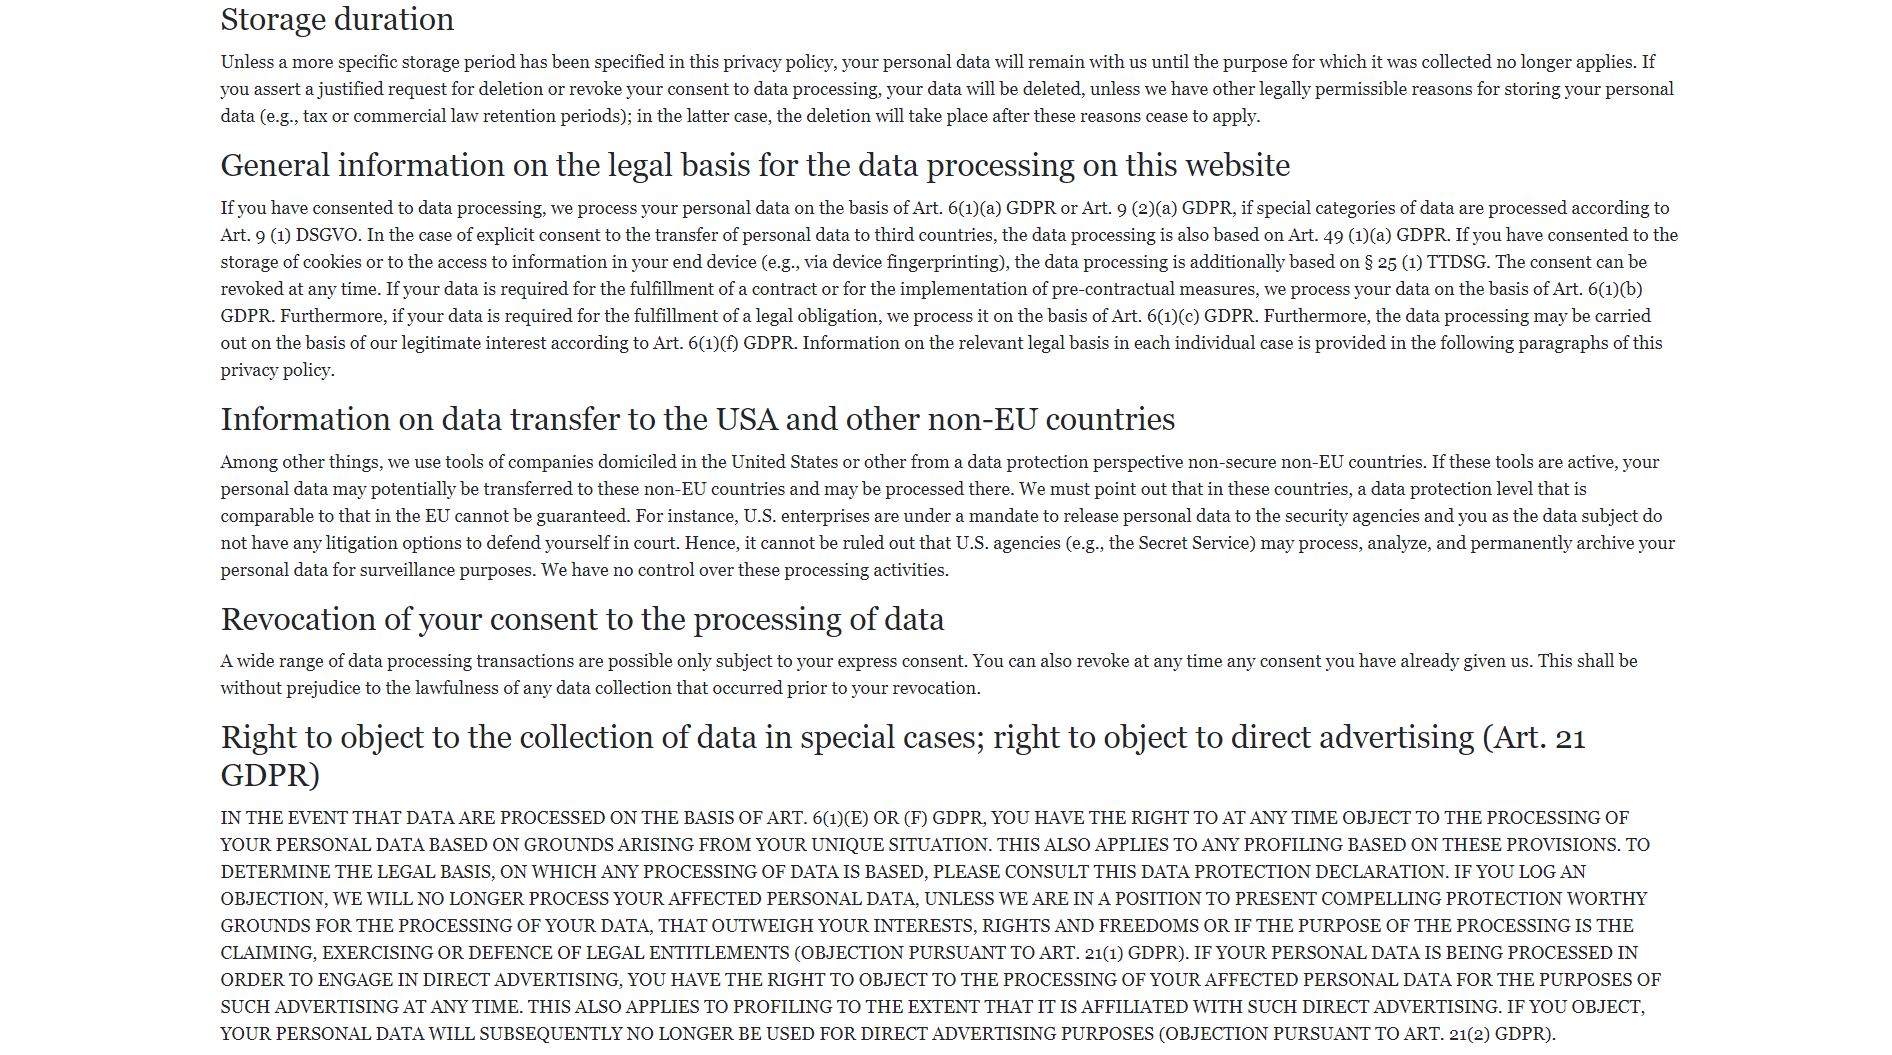 Storage duration
Unless a more specific storage period has been specified in this privacy policy, your personal data will remain with us until the purpose for which it was collected no longer applies. If
you assert a justified request for deletion or revoke your consent to data processing, your data will be deleted, unless we have other legally permissible reasons for storing your personal
data (e.g., tax or commercial law retention periods); in the latter case, the deletion will take place after these reasons cease to apply.
General information on the legal basis for the data processing on this website
If you have consented to data processing, we process your personal data on the basis of Art. 6(1)(a) GDPR or Art. 9 (2)(a) GDPR, if special categories of data are processed according to
Art. 9 (1) DSGVO. In the case of explicit consent to the transfer of personal data to third countries, the data processing is also based on Art. 49 (1)(a) GDPR. If you have consented to the
storage of cookies or to the access to information in your end device (e.g., via device fingerprinting), the data processing is additionally based on § 25 (1) TTDSG. The consent can be
revoked at any time. If your data is required for the fulfillment of a contract or for the implementation of pre-contractual measures, we process your data on the basis of Art. 6(1)(b)
GDPR. Furthermore, if your data is required for the fulfillment of a legal obligation, we process it on the basis of Art. 6(1)(c) GDPR. Furthermore, the data processing may be carried
out on the basis of our legitimate interest according to Art. 6(1)(f) GDPR. Information on the relevant legal basis in each individual case is provided in the following paragraphs of this
privacy policy.
Information on data transfer to the USA and other non-EU countries
Among other things, we use tools of companies domiciled in the United States or other from a data protection perspective non-secure non-EU countries. If these tools are active, your
personal data may potentially be transferred to these non-EU countries and may be processed there. We must point out that in these countries, a data protection level that is
comparable to that in the EU cannot be guaranteed. For instance, U.S. enterprises are under a mandate to release personal data to the security agencies and you as the data subject do
not have any litigation options to defend yourself in court. Hence, it cannot be ruled out that U.S. agencies (e.g., the Secret Service) may process, analyze, and permanently archive your
personal data for surveillance purposes. We have no control over these processing activities.
Revocation of your consent to the processing of data
A wide range of data processing transactions are possible only subject to your express consent. You can also revoke at any time any consent you have already given us. This shall be
without prejudice to the lawfulness of any data collection that occurred prior to your revocation.
Right to object to the collection of data in special cases; right to object to direct advertising (Art. 21
GDPR)
IN THE EVENT THAT DATA ARE PROCESSED ON THE BASIS OF ART. 6(1)(E) OR (F) GDPR, YOU HAVE THE RIGHT TO AT ANY TIME OBJECT TO THE PROCESSING OF
YOUR PERSONAL DATA BASED ON GROUNDS ARISING FROM YOUR UNIQUE SITUATION. THIS ALSO APPLIES TO ANY PROFILING BASED ON THESE PROVISIONS. TO
DETERMINE THE LEGAL BASIS, ON WHICH ANY PROCESSING OF DATA IS BASED, PLEASE CONSULT THIS DATA PROTECTION DECLARATION. IF YOU LOG AN
OBJECTION, WE WILL NO LONGER PROCESS YOUR AFFECTED PERSONAL DATA, UNLESS WE ARE IN A POSITION TO PRESENT COMPELLING PROTECTION WORTHY
GROUNDS FOR THE PROCESSING OF YOUR DATA, THAT OUTWEIGH YOUR INTERESTS, RIGHTS AND FREEDOMS OR IF THE PURPOSE OF THE PROCESSING IS THE
CLAIMING, EXERCISING OR DEFENCE OF LEGAL ENTITLEMENTS (OBJECTION PURSUANT TO ART. 21(1) GDPR). IF YOUR PERSONAL DATA IS BEING PROCESSED IN
ORDER TO ENGAGE IN DIRECT ADVERTISING, YOU HAVE THE RIGHT TO OBJECT TO THE PROCESSING OF YOUR AFFECTED PERSONAL DATA FOR THE PURPOSES OF
SUCH ADVERTISING AT ANY TIME. THIS ALSO APPLIES TO PROFILING TO THE EXTENT THAT IT IS AFFILIATED WITH SUCH DIRECT ADVERTISING. IF YOU OBJECT,
YOUR PERSONAL DATA WILL SUBSEQUENTLY NO LONGER BE USED FOR DIRECT ADVERTISING PURPOSES (OBJECTION PURSUANT TO ART. 21(2) GDPR).